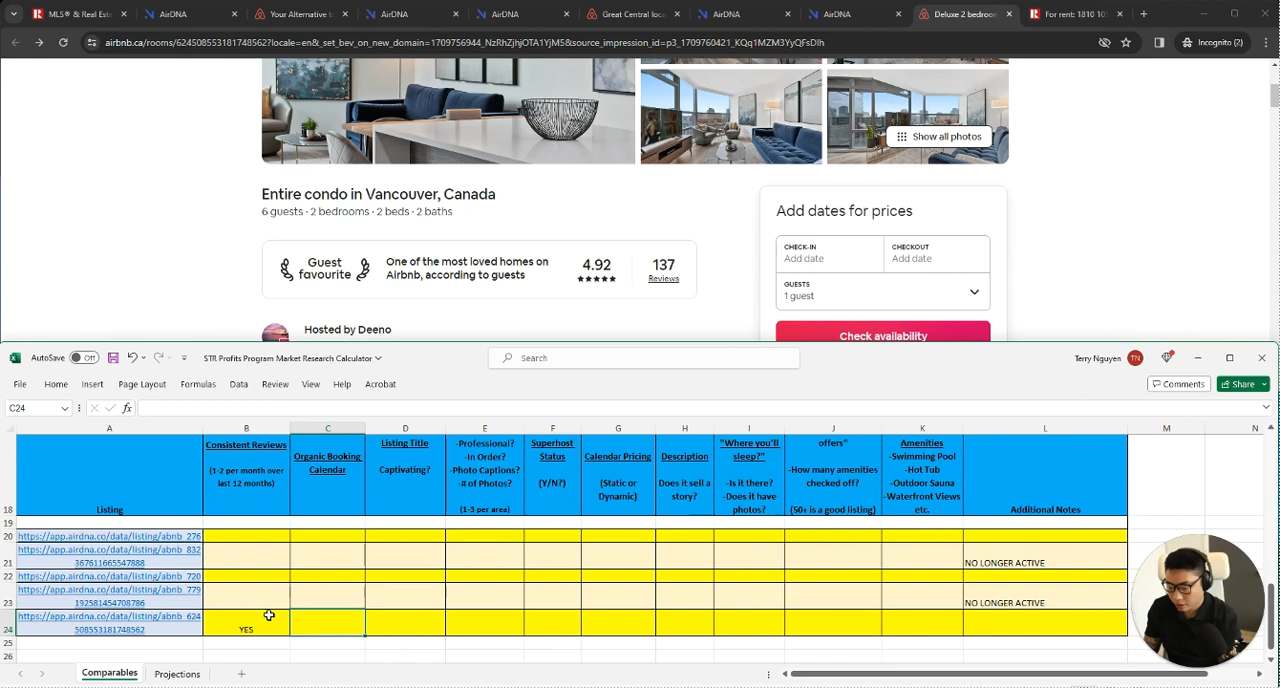 MLS® & Real Esta
AirDNA
Your Alternative t
AirDNA
AirDNA
Great Central loca
AirDNA
AirDNA
Deluxe 2 bedroom
For rent: 1810 10
airbnb.ca/rooms/624508553181748562?locale=en&_set_bev_on_new_domain=1709756944_NzRhZjhjOTA1YjM5&source_impression_id=p3_1709760421_KQq1MZM3YyQFsDIh
Incognito (2)
Show all photos
Entire condo in Vancouver, Canada
6 guests · 2 bedrooms · 2 beds · 2 baths
Guest favourite
One of the most loved homes on
Airbnb, according to guests
4.92
137
Reviews
Hosted by Deeno
Add dates for prices
CHECK-IN
Add date
CHECKOUT
Add date
GUESTS
1 guest
Check availability
AutoSave Off
STR Profits Program Market Research Calculator
Search
Terry Nguyen TN
File Home Insert Page Layout Formulas Data Review View Help Acrobat
Comments Share
C24 fx
A B C D E F G H I J K L M N
18
Listing
Consistent Reviews
(1-2 per month over
last 12 months)
Organic Booking
Calendar
Listing Title
Captivating?
-Professional?
-In Order?
-Photo Captions?
-# of Photos?
(1-3 per area)
Superhost
Status
(Y/N?)
Calendar Pricing
(Static or
Dynamic)
Description
Does it sell a
story?
"Where you'll
sleep?"
-Is it there?
-Does it have
photos?
offers"
-How many amenities
checked off?
(50+ is a good listing)
Amenities
-Swimming Pool
-Hot Tub
-Outdoor Sauna
-Waterfront Views
etc.
Additional Notes
19
20 https://app.airdna.co/data/listing/abnb_276
https://app.airdna.co/data/listing/abnb_832
21 367611665547888 NO LONGER ACTIVE
22 https://app.airdna.co/data/listing/abnb_720
https://app.airdna.co/data/listing/abnb_779
23 192581454708786 NO LONGER ACTIVE
https://app.airdna.co/data/listing/abnb_624
24 508553181748562 YES
25
26
Comparables Projections